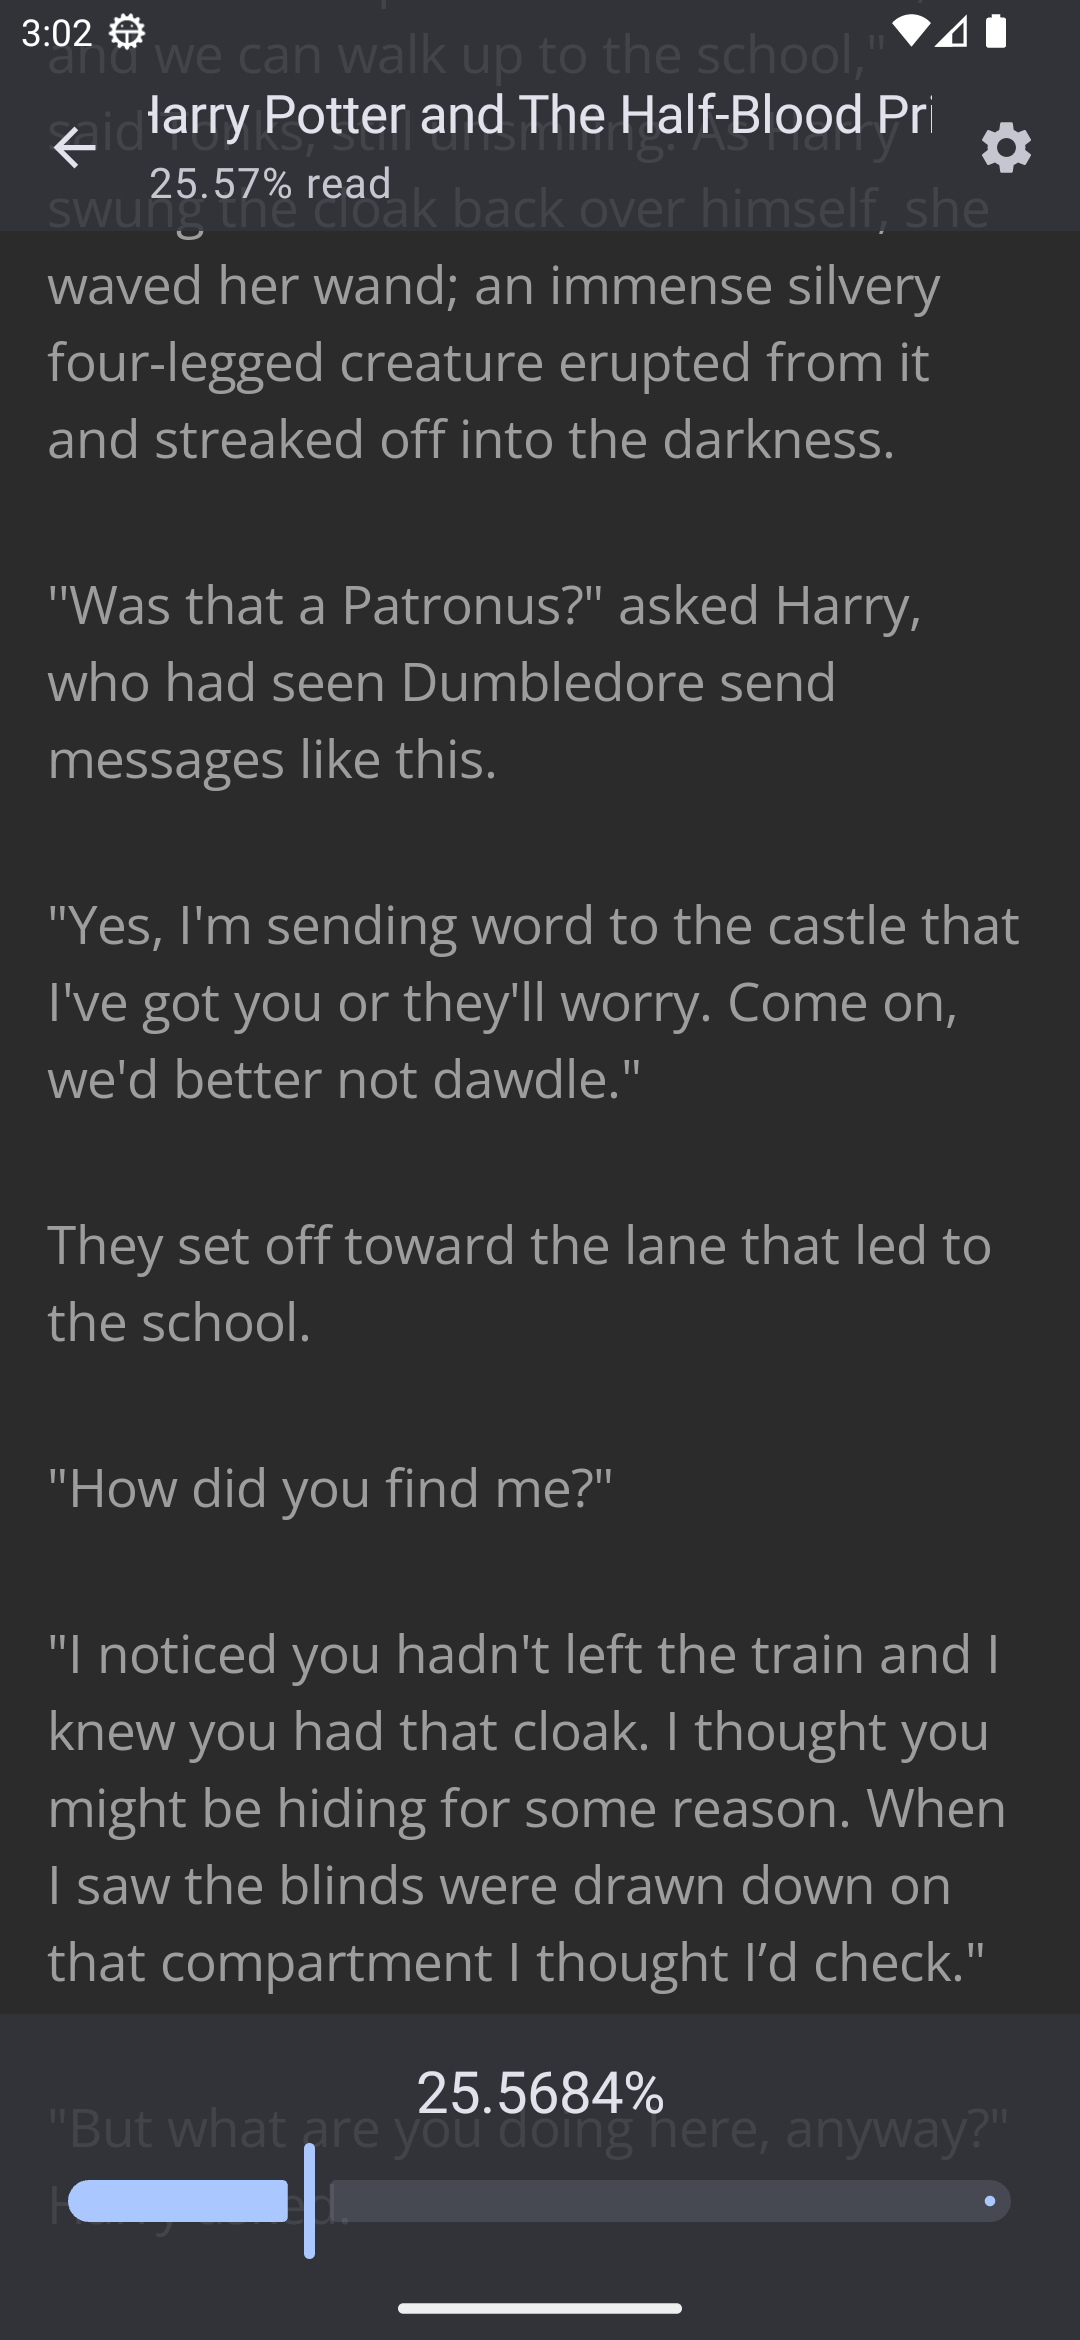 3:02
and we can walk up to the school,"
Harry Potter and The Half-Blood Pri
said Tonks, still unsmiling. As Harry
25.57% read
swung the cloak back over himself, she
waved her wand; an immense silvery
four-legged creature erupted from it
and streaked off into the darkness.
''Was that a Patronus?" asked Harry,
who had seen Dumbledore send
messages like this.
"Yes, I'm sending word to the castle that
I've got you or they'll worry. Come on,
we'd better not dawdle."
They set off toward the lane that led to
the school.
"How did you find me?"
"I noticed you hadn't left the train and I
knew you had that cloak. I thought you
might be hiding for some reason. When
I saw the blinds were drawn down on
that compartment I thought I’d check."
25.5684%
"But what are you doing here, anyway?"
Harry asked.